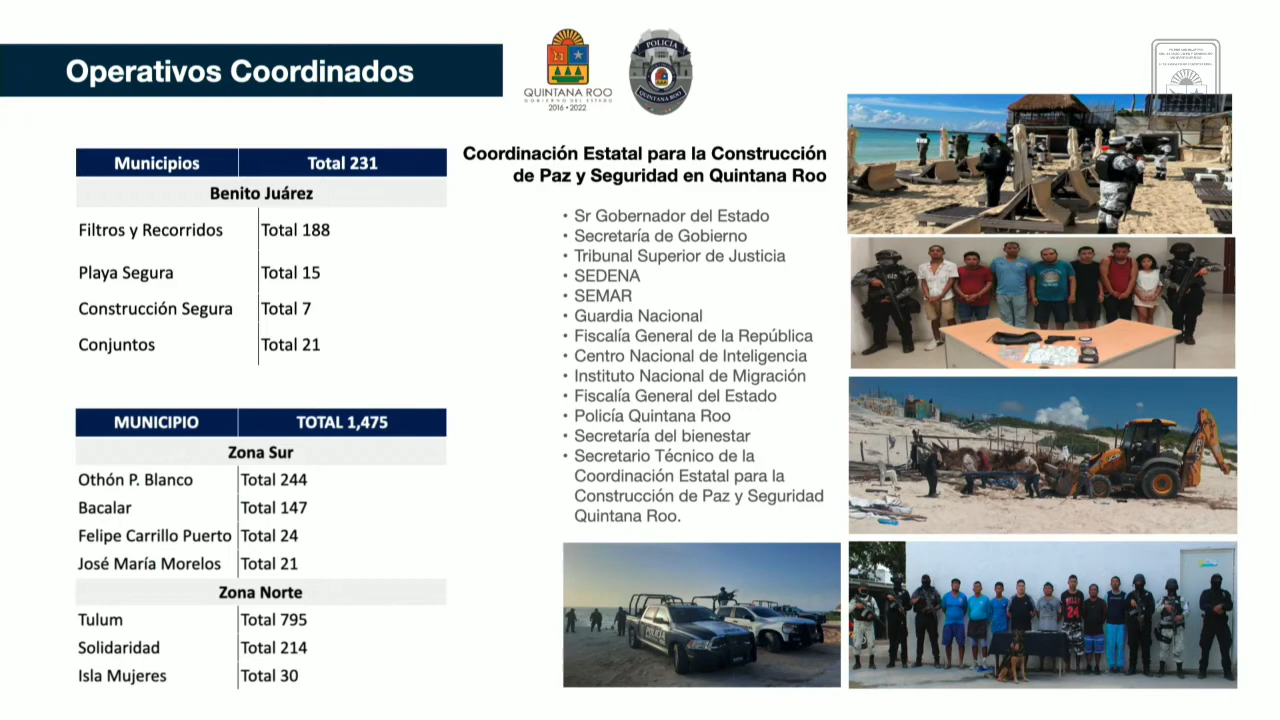 Operativos Coordinados
QUINTANA ROO
GOBIERNO DEL ESTADO
2016 • 2022
POLICÍA
QUINTANA ROO
Municipios Total 231
Benito Juárez
Filtros y Recorridos Total 188
Playa Segura Total 15
Construcción Segura Total 7
Conjuntos Total 21
MUNICIPIO TOTAL 1,475
Zona Sur
Othón P. Blanco Total 244
Bacalar Total 147
Felipe Carrillo Puerto Total 24
José María Morelos Total 21
Zona Norte
Tulum Total 795
Solidaridad Total 214
Isla Mujeres Total 30
Coordinación Estatal para la Construcción
de Paz y Seguridad en Quintana Roo
• Sr Gobernador del Estado
• Secretaría de Gobierno
• Tribunal Superior de Justicia
• SEDENA
• SEMAR
• Guardia Nacional
• Fiscalía General de la República
• Centro Nacional de Inteligencia
• Instituto Nacional de Migración
• Fiscalía General del Estado
• Policía Quintana Roo
• Secretaría del bienestar
• Secretario Técnico de la
Coordinación Estatal para la
Construcción de Paz y Seguridad
Quintana Roo.
POLICIA
24